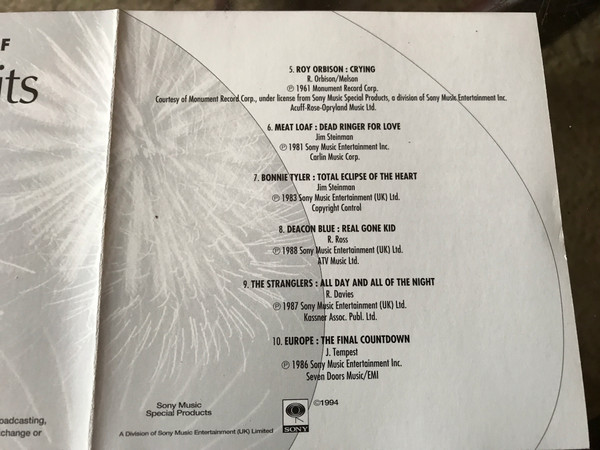 F
its
5. ROY ORBISON : CRYING
R. Orbison/Melson
℗ 1961 Monument Record Corp.
Courtesy of Monument Record Corp., under license from Sony Music Special Products, a division of Sony Music Entertainment Inc.
Acuff-Rose-Opryland Music Ltd.
6. MEAT LOAF : DEAD RINGER FOR LOVE
Jim Steinman
℗ 1981 Sony Music Entertainment Inc.
Carlin Music Corp.
7. BONNIE TYLER : TOTAL ECLIPSE OF THE HEART
Jim Steinman
℗ 1983 Sony Music Entertainment (UK) Ltd.
Copyright Control
8. DEACON BLUE : REAL GONE KID
R. Ross
℗ 1988 Sony Music Entertainment (UK) Ltd.
ATV Music Ltd.
9. THE STRANGLERS : ALL DAY AND ALL OF THE NIGHT
R. Davies
℗ 1987 Sony Music Entertainment (UK) Ltd.
Kassner Assoc. Publ. Ltd.
10. EUROPE : THE FINAL COUNTDOWN
J. Tempest
℗ 1986 Sony Music Entertainment Inc.
Seven Doors Music/EMI
oadcasting,
change or
Sony Music
Special Products
A Division of Sony Music Entertainment (UK) Limited
SONY
©1994